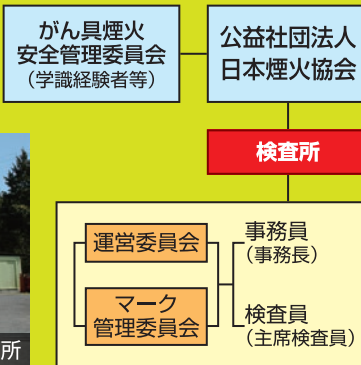 がん具煙火
安全管理委員会
(学識経験者等)
公益社団法人
日本煙火協会
検査所
運営委員会
マーク
管理委員会
事務員
(事務長)
検査員
(主席検査員)
所